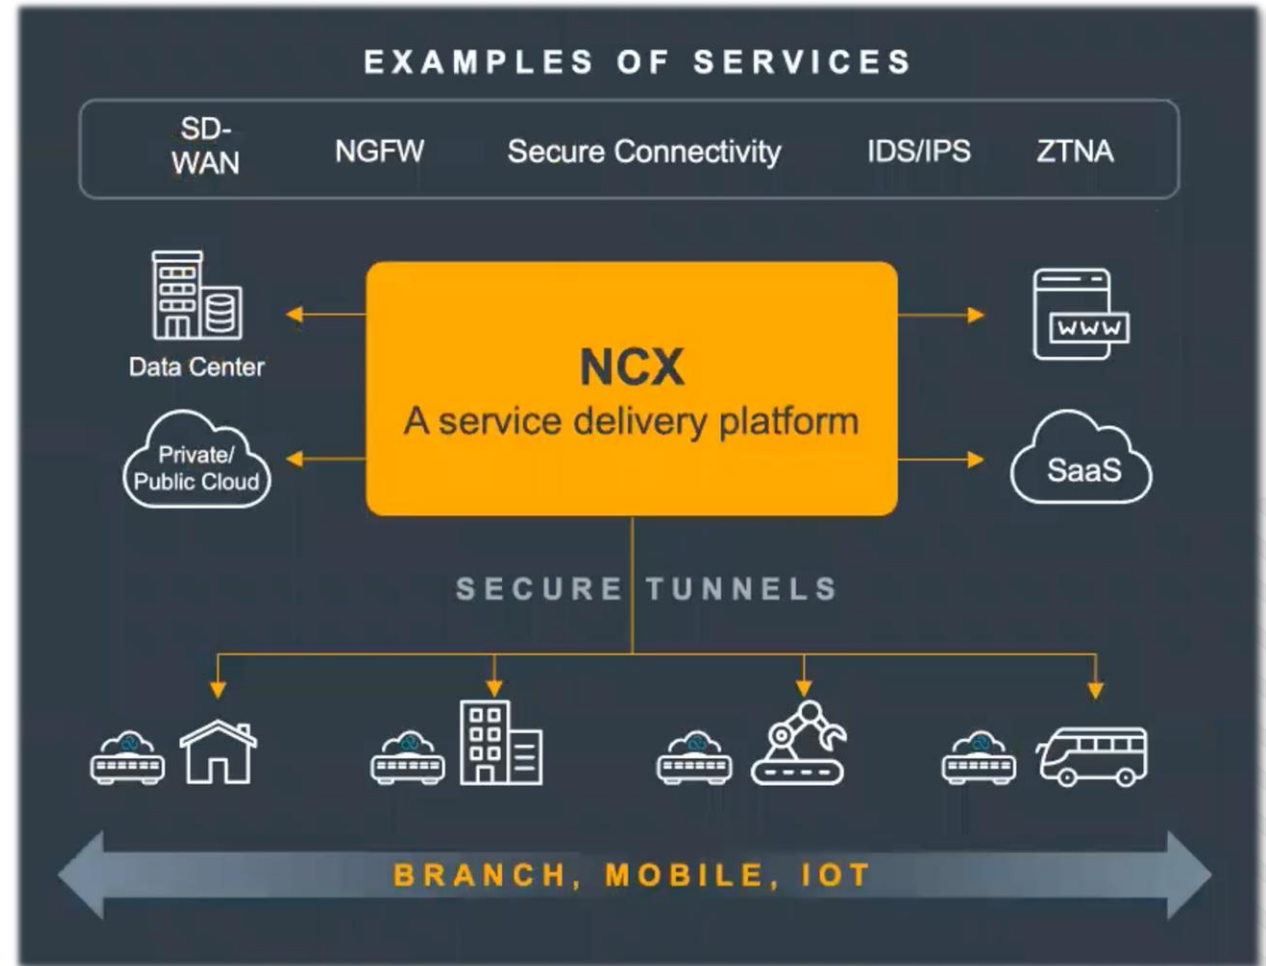 EXAMPLES OF SERVICES
SD-
WAN
NGFW
Secure Connectivity
IDS/IPS
ZTNA
Data Center
NCX
A service delivery platform
WWW
Private/
Public Cloud
SaaS
SECURE TUNNELS
BRANCH, MOBILE, IOT